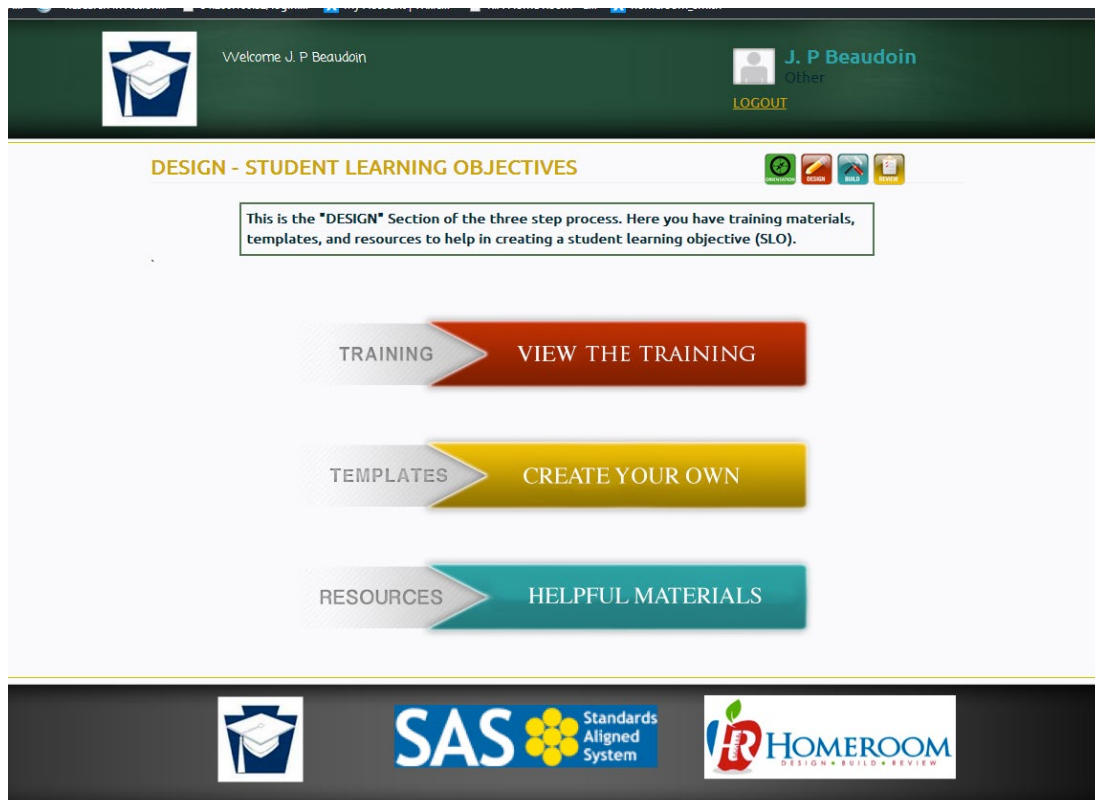 Welcome J. P Beaudoin
J. P Beaudoin
Other
LOGOUT
DESIGN - STUDENT LEARNING OBJECTIVES
ORIENTATION
DESIGN
BUILD
REVIEW
This is the "DESIGN" Section of the three step process. Here you have training materials,
templates, and resources to help in creating a student learning objective (SLO).
TRAINING
VIEW THE TRAINING
TEMPLATES
CREATE YOUR OWN
RESOURCES
HELPFUL MATERIALS
SAS
Standards
Aligned
System
HR
HOMEROOM
DESIGN • BUILD • REVIEW